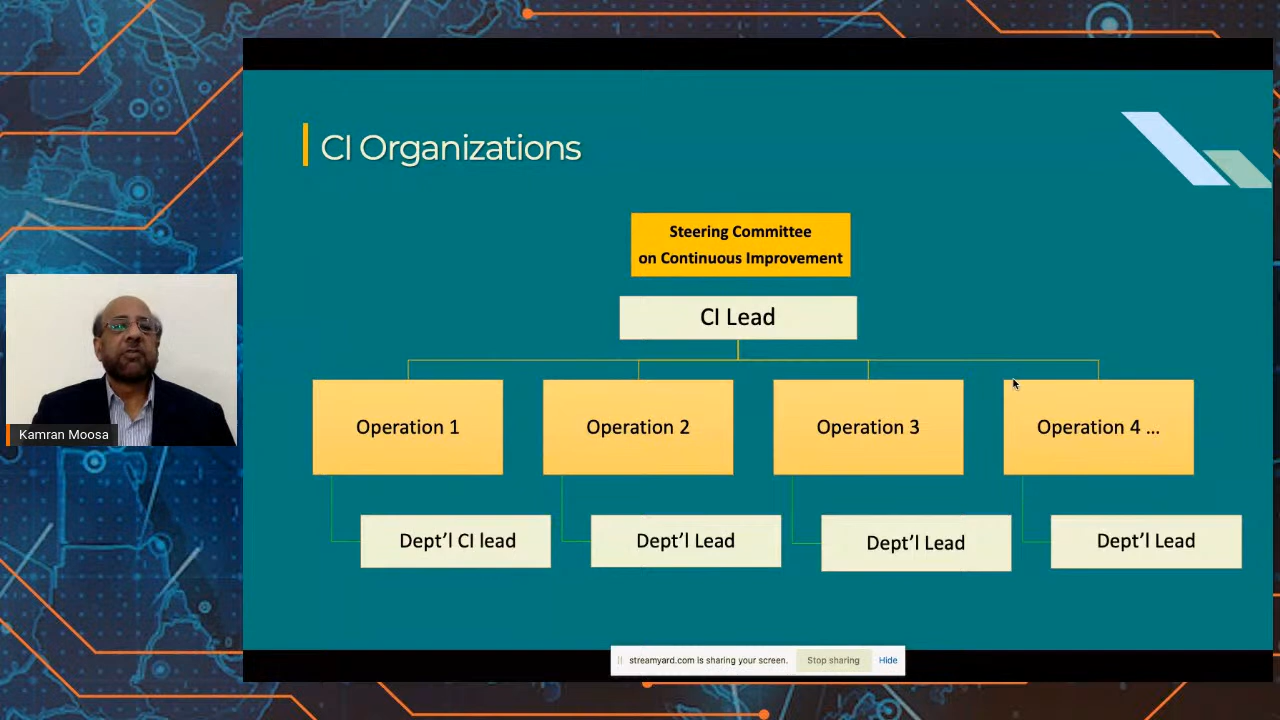 CI Organizations
Steering Committee
on Continuous Improvement
CI Lead
Operation 1
Operation 2
Operation 3
Operation 4 ...
Dept’l CI lead
Dept’l Lead
Dept’l Lead
Dept’l Lead
Kamran Moosa
streamyard.com is sharing your screen.
Stop sharing
Hide